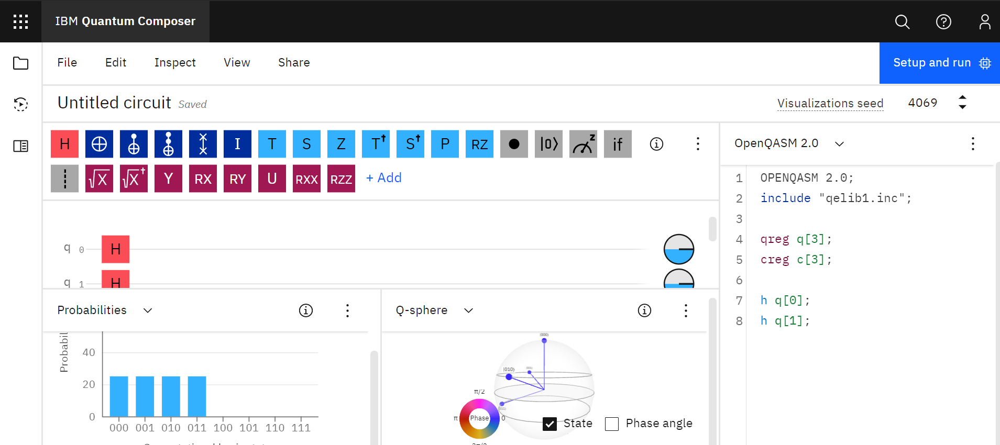 IBM Quantum Composer
File Edit Inspect View Share
Setup and run
Untitled circuit Saved
Visualizations seed 4069
H I T S Z T† S† P RZ |0⟩ z if
√X √X† Y RX RY U RXX RZZ + Add
OpenQASM 2.0
1 OPENQASM 2.0;
2 include "qelib1.inc";
3
4 qreg q[3];
5 creg c[3];
6
7 h q[0];
8 h q[1];
q 0 H
q 1 H
Probabilities
40
20
0
000 001 010 011 100 101 110 111
Q-sphere
|000⟩
|010⟩
|011⟩
π/2
π Phase 0
State Phase angle